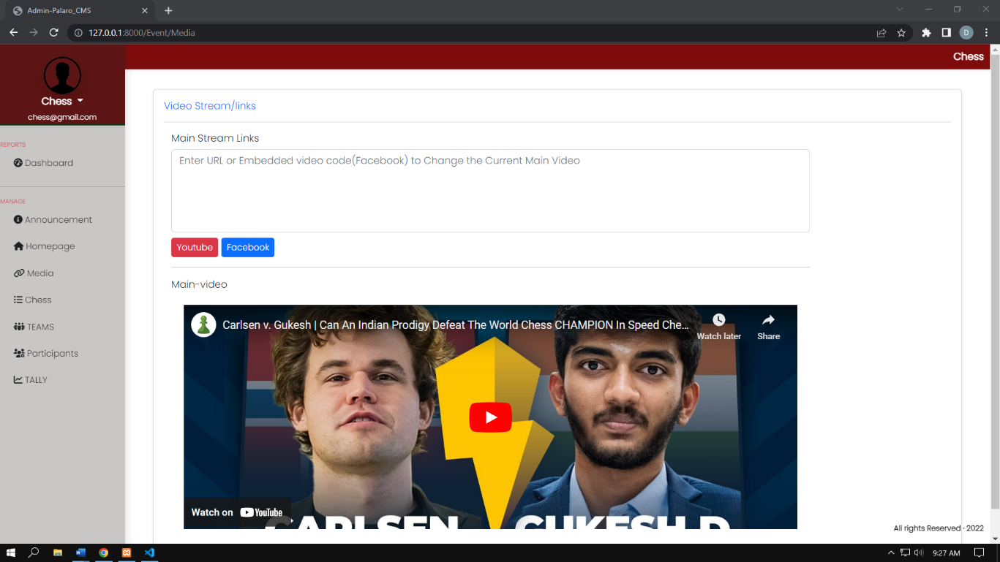 Admin-Palaro_CMS
127.0.0.1:8000/Event/Media
D
Chess
Chess
chess@gmail.com
REPORTS
Dashboard
MANAGE
Announcement
Homepage
Media
Chess
TEAMS
Participants
TALLY
Video Stream/links
Main Stream Links
Enter URL or Embedded video code(Facebook) to Change the Current Main Video
Youtube Facebook
Main-video
Carlsen v. Gukesh | Can An Indian Prodigy Defeat The World Chess CHAMPION In Speed Che...
Watch later Share
Watch on YouTube
CARLSEN GUKESH D
All rights Reserved · 2022
9:27 AM